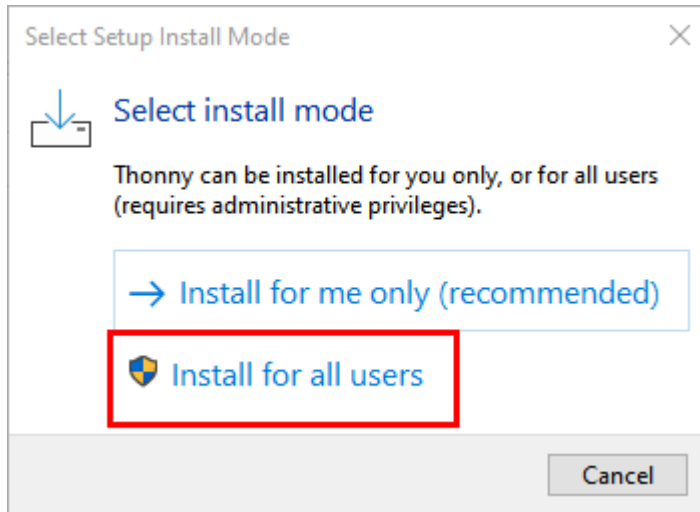 Select Setup Install Mode
Select install mode
Thonny can be installed for you only, or for all users
(requires administrative privileges).
Install for me only (recommended)
Install for all users
Cancel